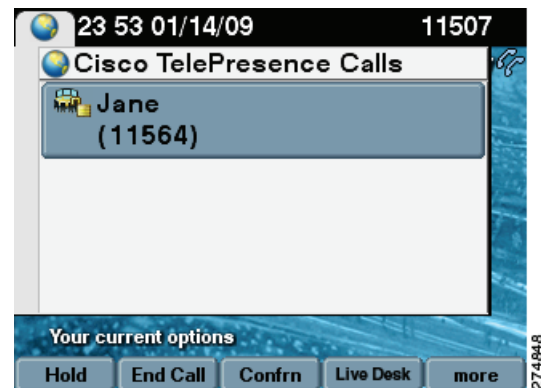 23 53 01/14/09 11507
Cisco TelePresence Calls
Jane
(11564)
Your current options
Hold End Call Confrn Live Desk more
274848